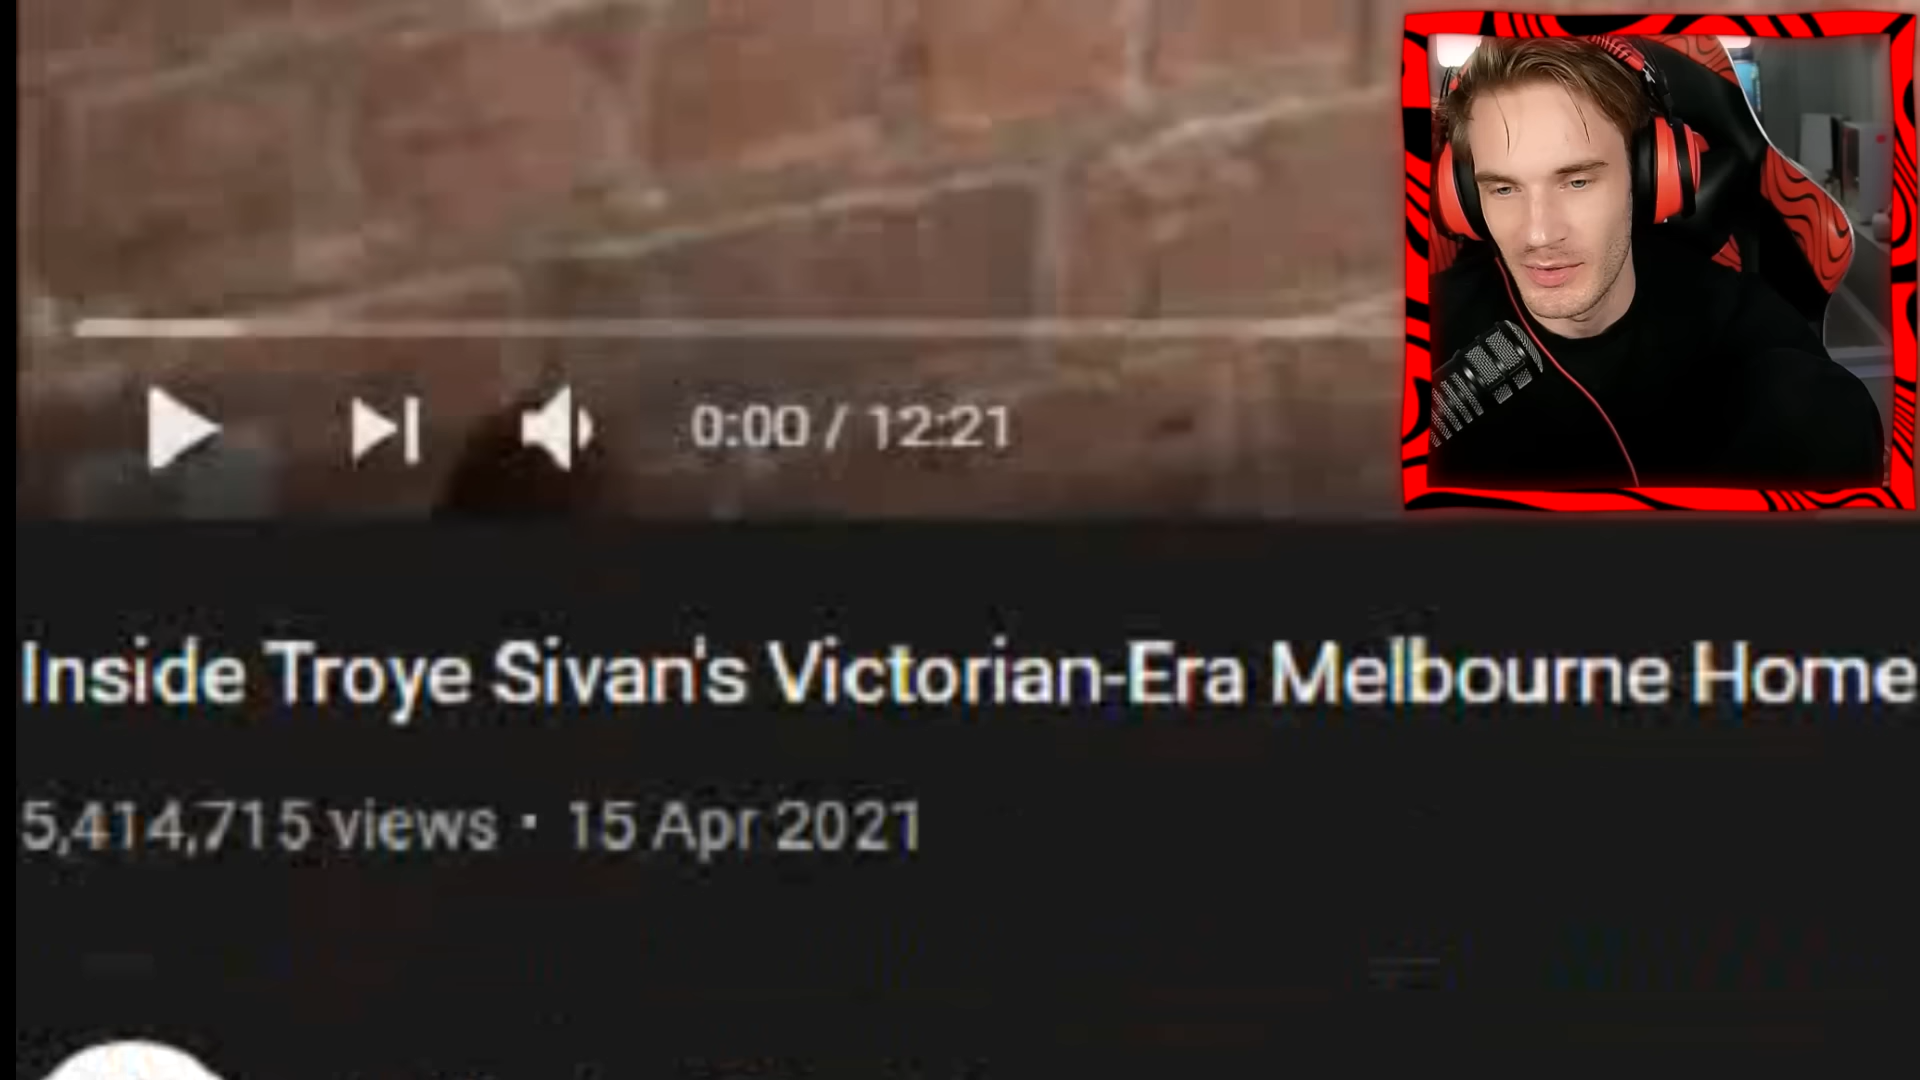 0:00 / 12:21
Inside Troye Sivan's Victorian-Era Melbourne Home
5,414,715 views · 15 Apr 2021